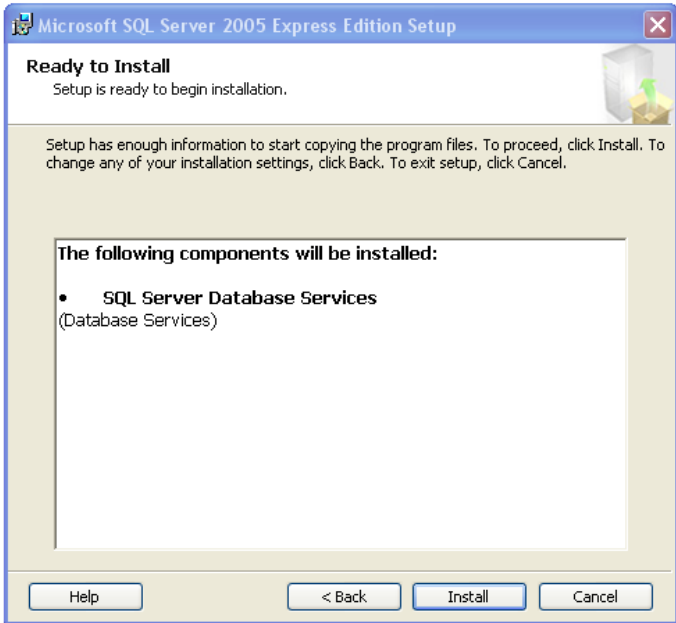 Microsoft SQL Server 2005 Express Edition Setup
Ready to Install
Setup is ready to begin installation.
Setup has enough information to start copying the program files. To proceed, click Install. To
change any of your installation settings, click Back. To exit setup, click Cancel.
The following components will be installed:
• SQL Server Database Services
(Database Services)
Help
< Back
Install
Cancel